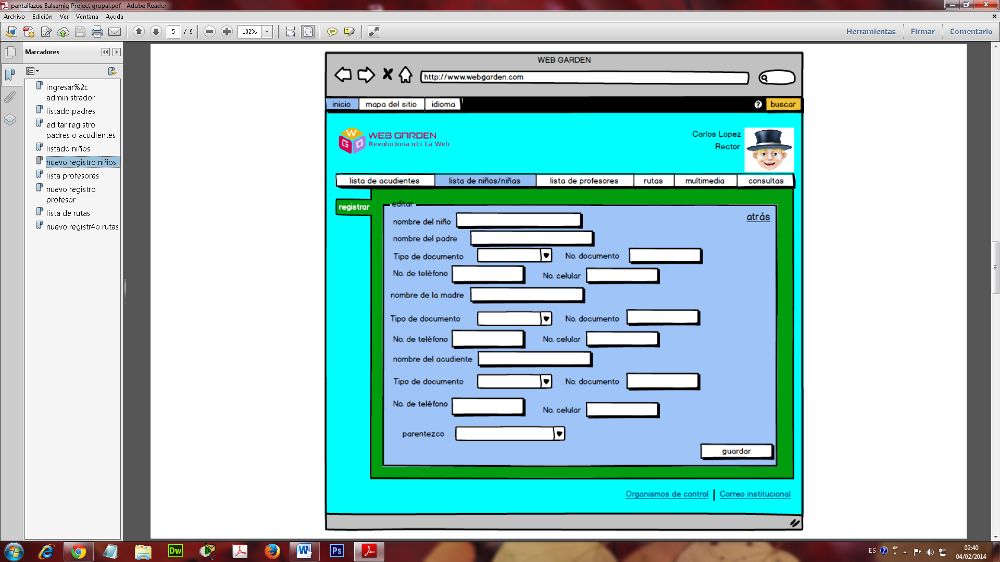 pantallazos Balsamiq Project grupal.pdf - Adobe Reader
Archivo Edición Ver Ventana Ayuda
5 / 9 102% Herramientas Firmar Comentario
Marcadores
ingresar%2c
administrador
listado padres
editar registro
padres o acudientes
listado niños
nuevo registro niños
lista profesores
nuevo registro
profesor
lista de rutas
nuevo registr4o rutas
WEB GARDEN
http://www.webgarden.com
inicio mapa del sitio idioma ? buscar
W G D
WEB GARDEN
Revolucionando La Web
Carlos Lopez
Rector
lista de acudientes lista de niños/niñas lista de profesores rutas multimedia consultas
registrar
editar
atrás
nombre del niño
nombre del padre
Tipo de documento No. documento
No. de teléfono No. celular
nombre de la madre
Tipo de documento No. documento
No. de teléfono No. celular
nombre del acudiente
Tipo de documento No. documento
No. de teléfono No. celular
parentezco
guardar
Organismos de control Correo institucional
Dw W Ps
ES ? 02:40
04/02/2014